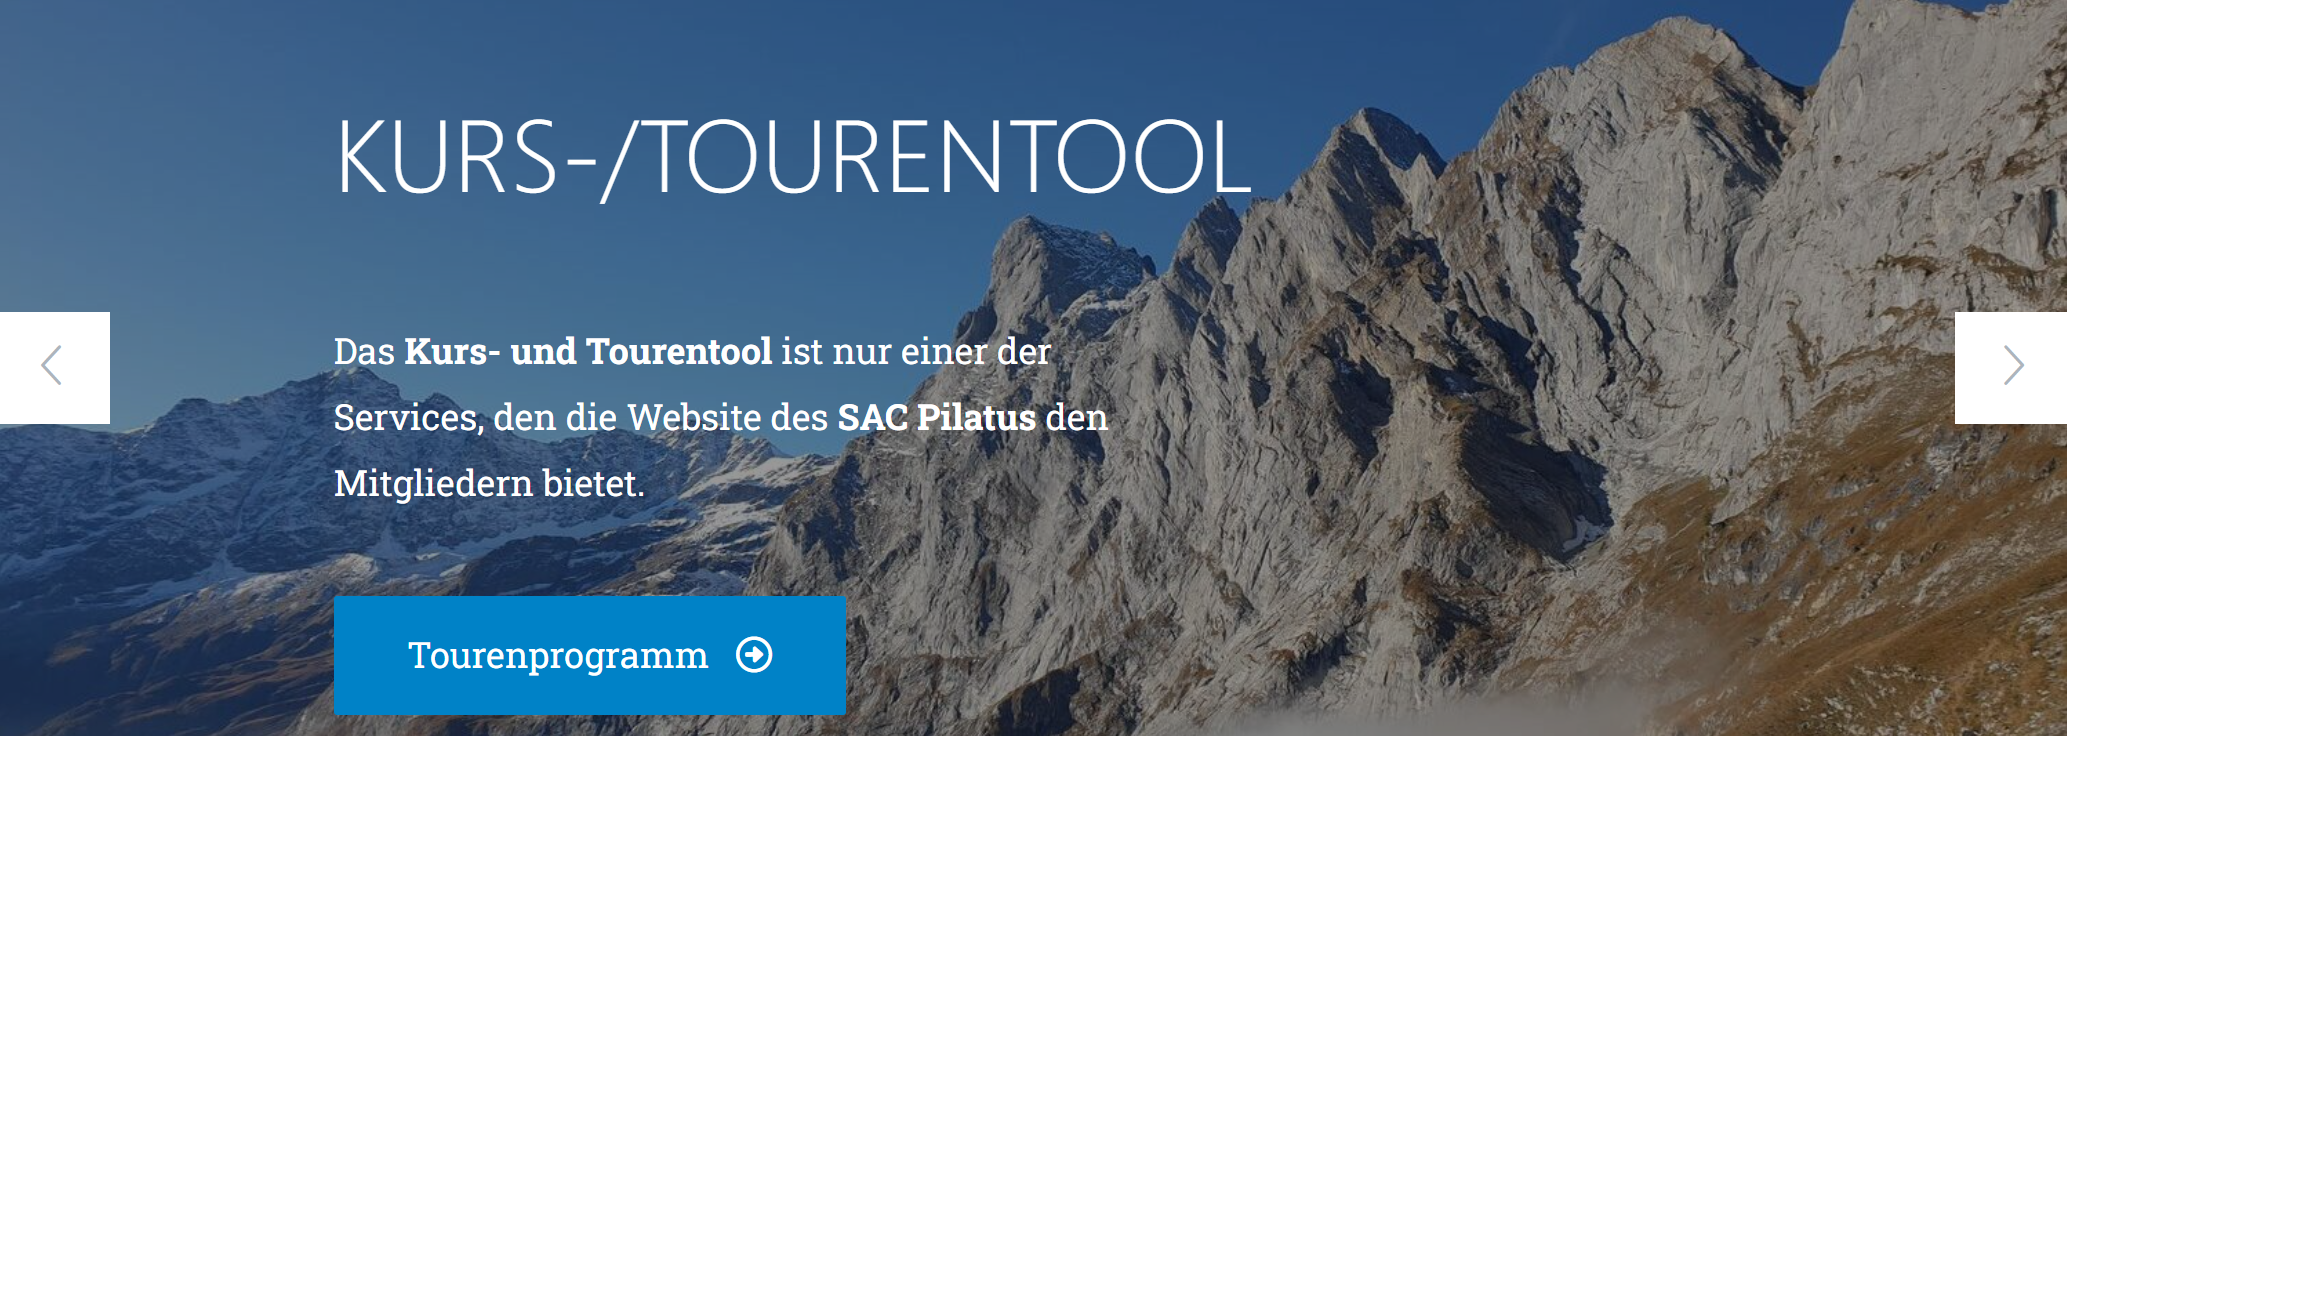 KURS-/TOURENTOOL
Das Kurs- und Tourentool ist nur einer der
Services, den die Website des SAC Pilatus den
Mitgliedern bietet.
Tourenprogramm